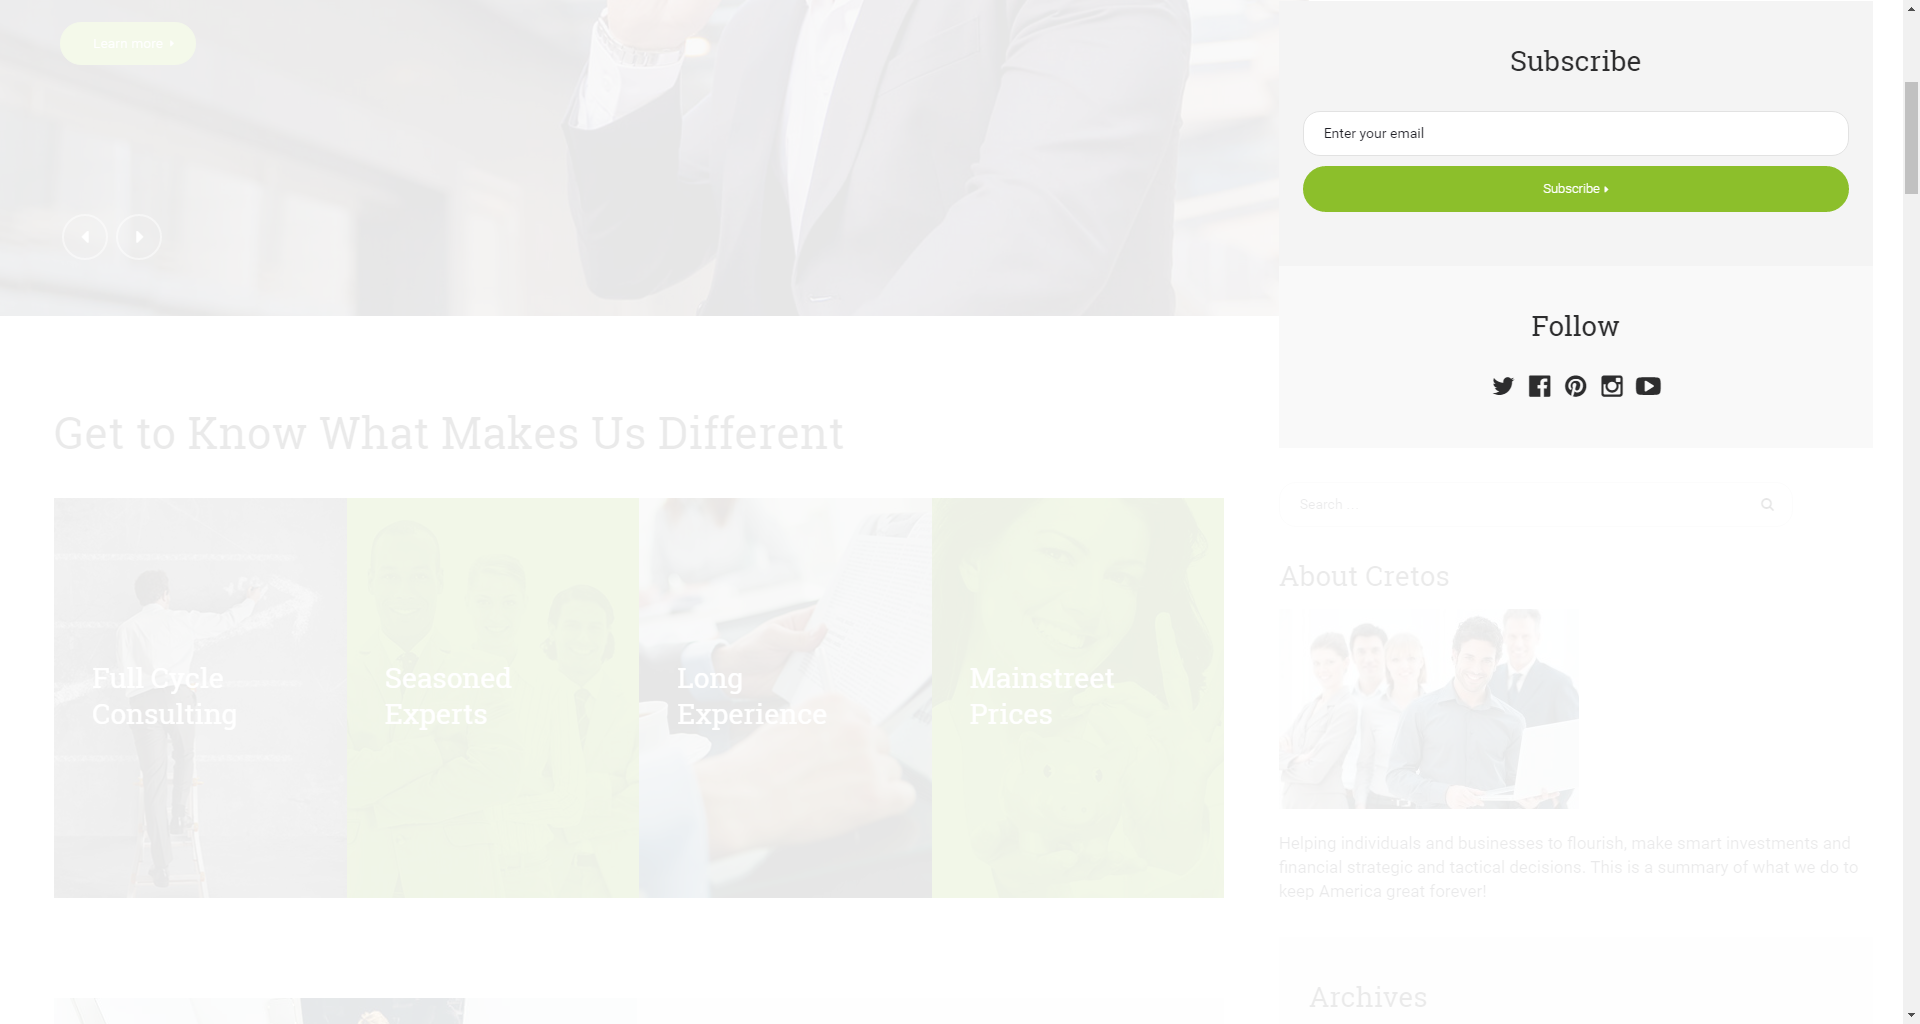 Learn more
Subscribe
Enter your email
Subscribe
Follow
Get to Know What Makes Us Different
Full Cycle
Consulting
Seasoned
Experts
Long
Experience
Mainstreet
Prices
Search ...
About Cretos
Helping individuals and businesses to flourish, make smart investments and
financial strategic and tactical decisions. This is a summary of what we do to
keep America great forever!
Archives